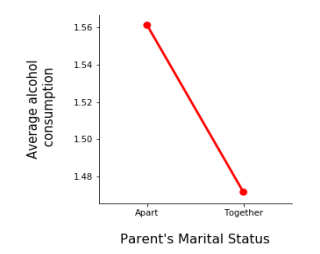 Average alcohol
consumption
1.56
1.54
1.52
1.50
1.48
Apart
Together
Parent's Marital Status